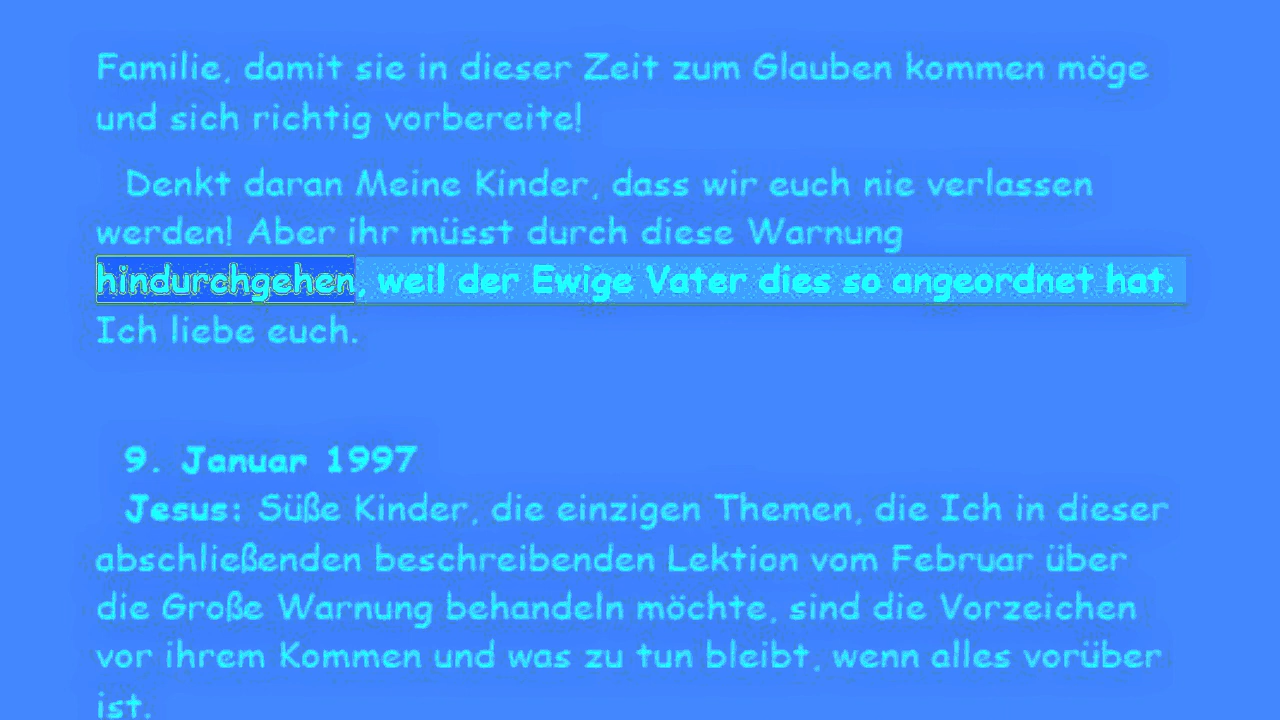 Familie, damit sie in dieser Zeit zum Glauben kommen möge
und sich richtig vorbereite!
Denkt daran Meine Kinder, dass wir euch nie verlassen
werden! Aber ihr müsst durch diese Warnung
hindurchgehen, weil der Ewige Vater dies so angeordnet hat.
Ich liebe euch.
9. Januar 1997
Jesus: Süße Kinder, die einzigen Themen, die Ich in dieser
abschließenden beschreibenden Lektion vom Februar über
die Große Warnung behandeln möchte, sind die Vorzeichen
vor ihrem Kommen und was zu tun bleibt, wenn alles vorüber
ist.